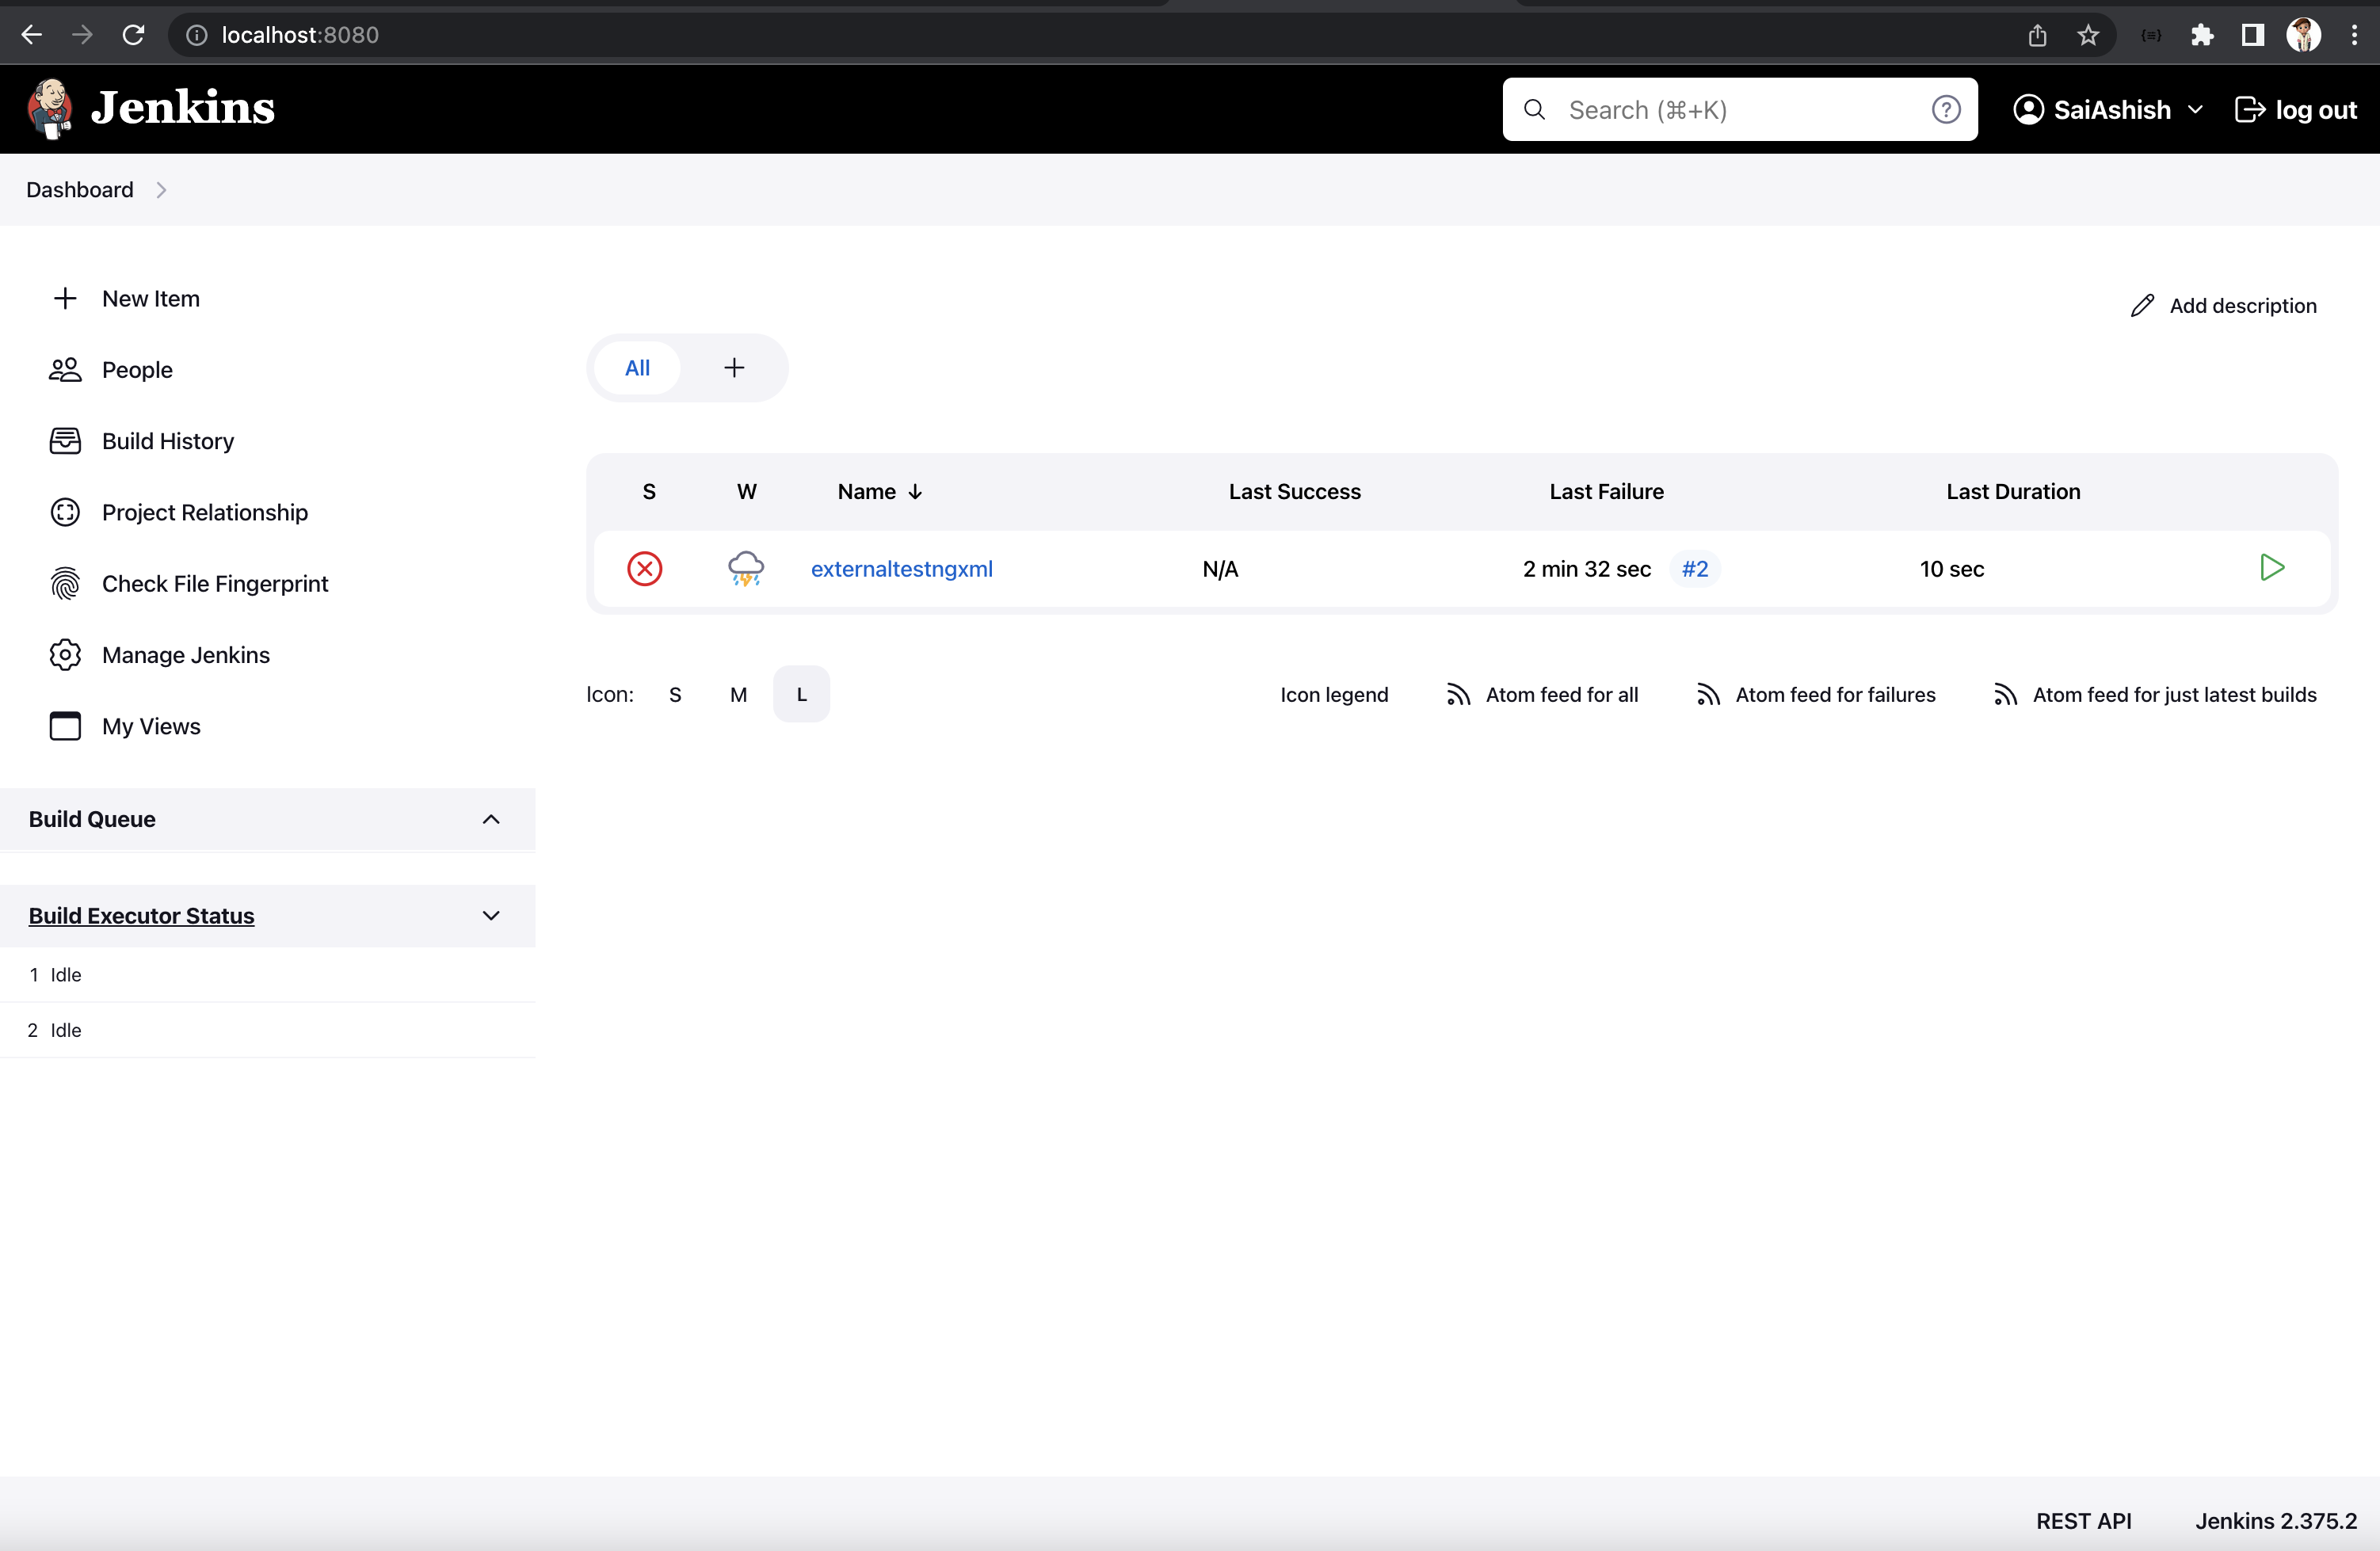 localhost:8080
Jenkins
Search (⌘+K)
SaiAshish
log out
Dashboard
New Item
People
Build History
Project Relationship
Check File Fingerprint
Manage Jenkins
My Views
Build Queue
Build Executor Status
1 Idle
2 Idle
Add description
All
S W Name ↓ Last Success Last Failure Last Duration
externaltestngxml N/A 2 min 32 sec #2 10 sec
Icon: S M L
Icon legend Atom feed for all Atom feed for failures Atom feed for just latest builds
REST API Jenkins 2.375.2